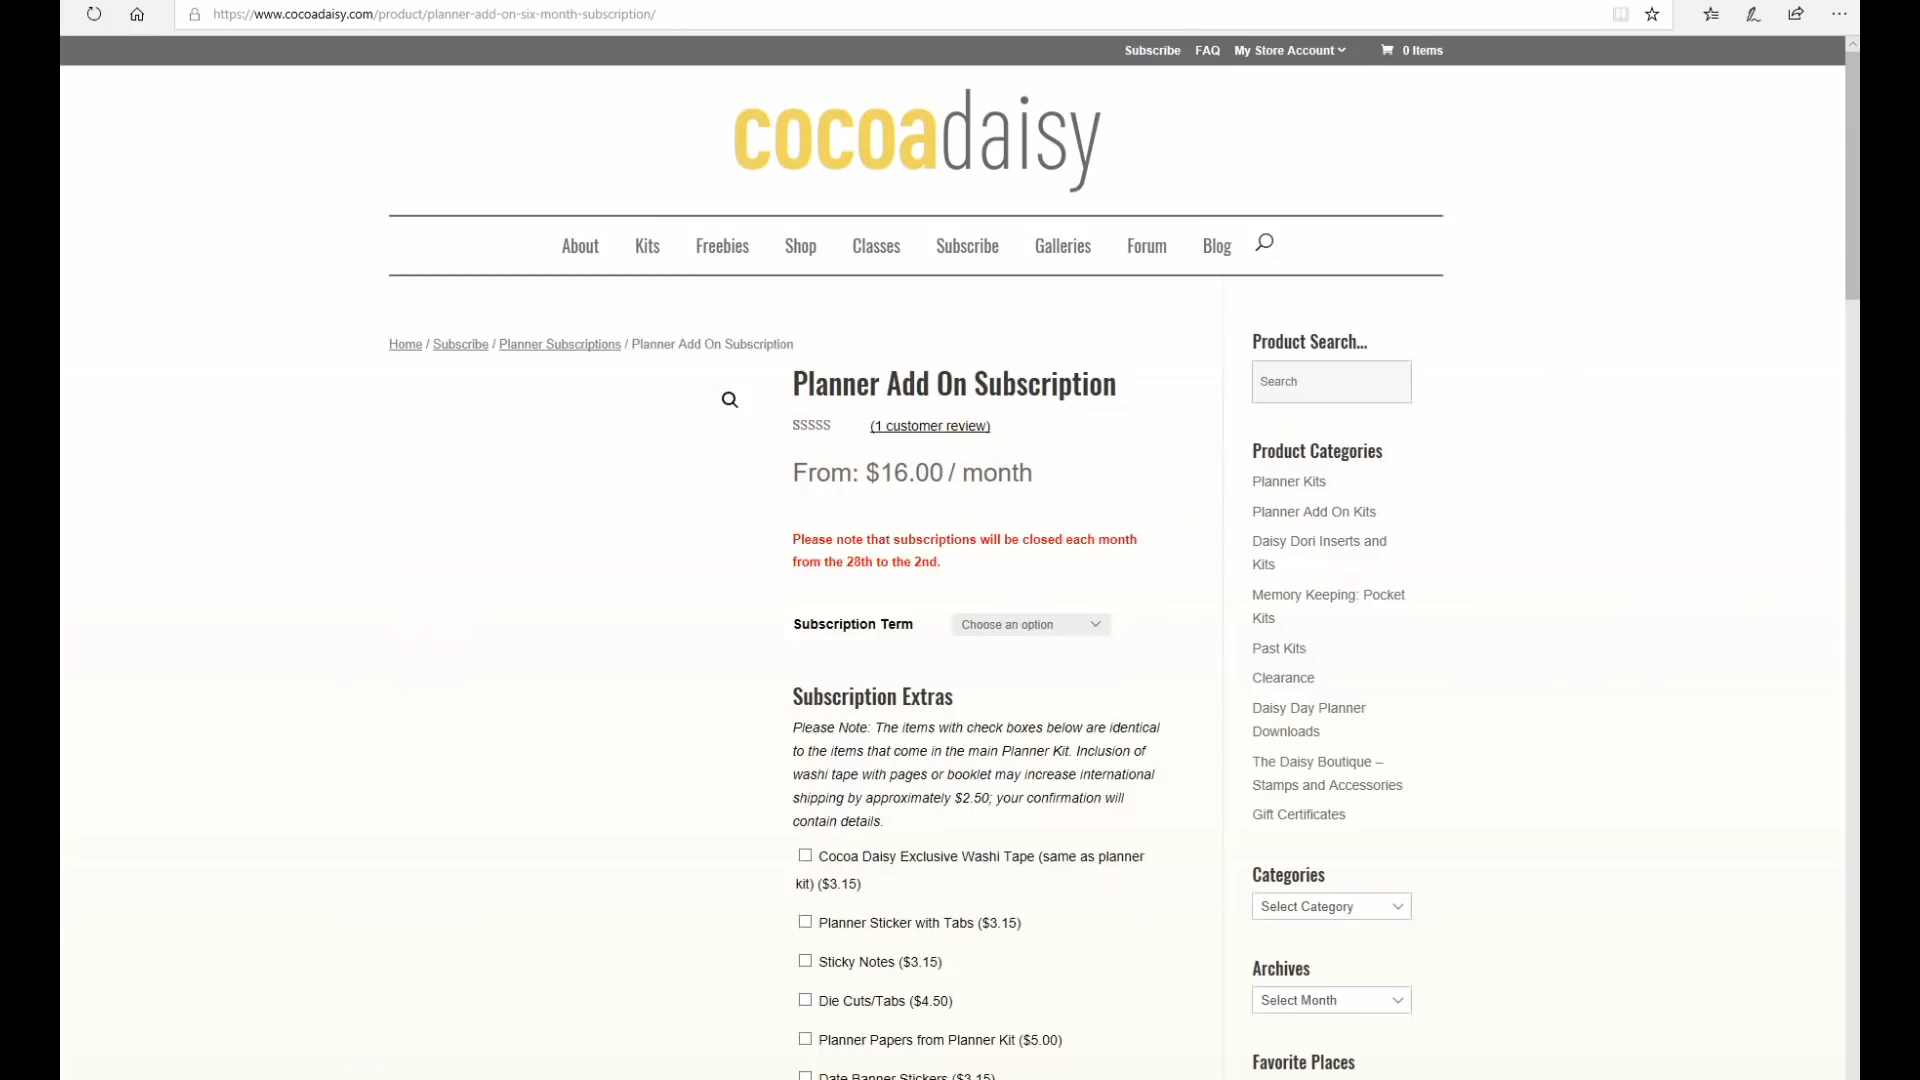 https://www.cocoadaisy.com/product/planner-add-on-six-month-subscription/
Subscribe FAQ My Store Account 0 Items
cocoadaisy
About Kits Freebies Shop Classes Subscribe Galleries Forum Blog
Home / Subscribe / Planner Subscriptions / Planner Add On Subscription
Planner Add On Subscription
SSSSS (1 customer review)
From: $16.00 / month
Please note that subscriptions will be closed each month
from the 28th to the 2nd.
Subscription Term Choose an option
Subscription Extras
Please Note: The items with check boxes below are identical
to the items that come in the main Planner Kit. Inclusion of
washi tape with pages or booklet may increase international
shipping by approximately $2.50; your confirmation will
contain details.
Cocoa Daisy Exclusive Washi Tape (same as planner
kit) ($3.15)
Planner Sticker with Tabs ($3.15)
Sticky Notes ($3.15)
Die Cuts/Tabs ($4.50)
Planner Papers from Planner Kit ($5.00)
Date Banner Stickers ($3.15)
Product Search...
Search
Product Categories
Planner Kits
Planner Add On Kits
Daisy Dori Inserts and
Kits
Memory Keeping: Pocket
Kits
Past Kits
Clearance
Daisy Day Planner
Downloads
The Daisy Boutique –
Stamps and Accessories
Gift Certificates
Categories
Select Category
Archives
Select Month
Favorite Places